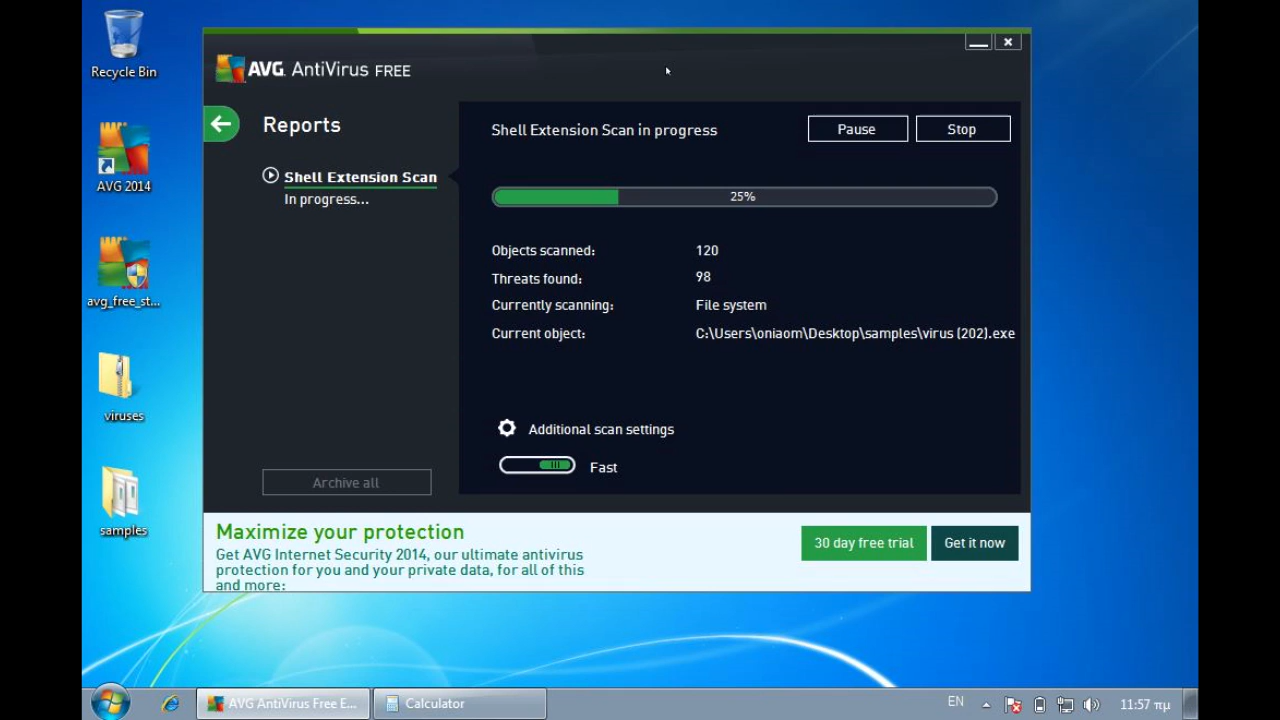 Recycle Bin
AVG 2014
avg_free_st...
viruses
samples
AVG AntiVirus FREE
Reports
Shell Extension Scan
In progress...
Archive all
Shell Extension Scan in progress
Pause
Stop
25%
Objects scanned: 120
Threats found: 98
Currently scanning: File system
Current object: C:\Users\oniaom\Desktop\samples\virus (202).exe
Additional scan settings
Fast
Maximize your protection
Get AVG Internet Security 2014, our ultimate antivirus
protection for you and your private data, for all of this
and more:
30 day free trial
Get it now
AVG AntiVirus Free E...
Calculator
EN
11:57 πμ